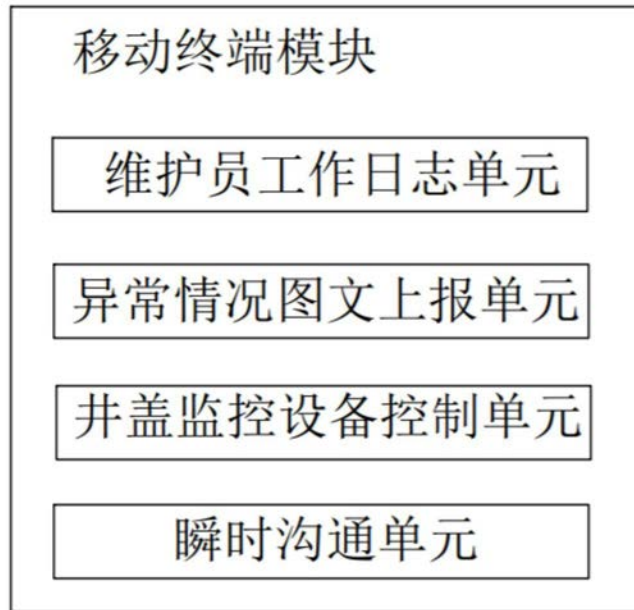 移动终端模块
维护员工作日志单元
异常情况图文上报单元
井盖监控设备控制单元
瞬时沟通单元